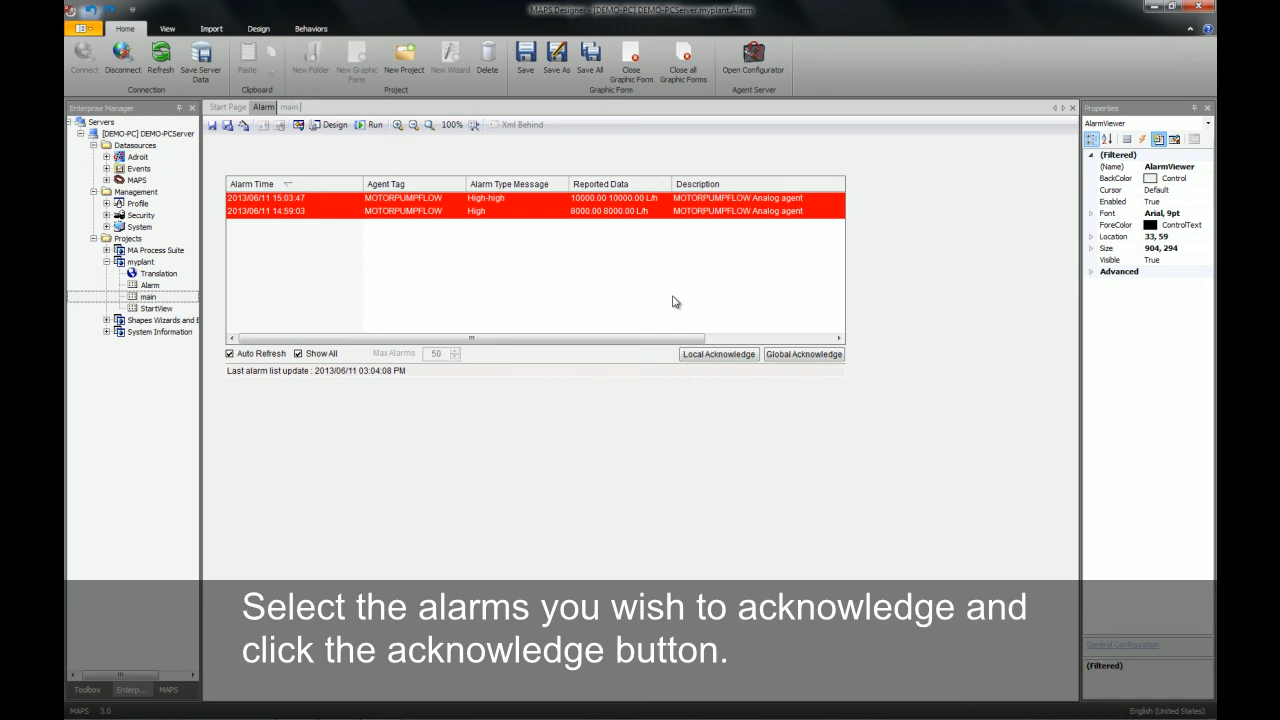 MAPS Designer - [DEMO-PC] DEMO-PCServer.myplant.Alarm
Home View Import Design Behaviors
Connect Disconnect Refresh Save Server Data
Connection
Paste
Clipboard
New Folder New Graphic Form New Project New Wizard Delete
Project
Save Save As Save All Close Graphic Form Close all Graphic Forms
Graphic Form
Open Configurator
Agent Server
Enterprise Manager
Servers
[DEMO-PC] DEMO-PCServer
Datasources
Adroit
Events
MAPS
Management
Profile
Security
System
Projects
MA Process Suite
myplant
Translation
Alarm
main
StartView
Shapes Wizards and E
System Information
Toolbox Enterp... MAPS
Start Page Alarm main
Design Run 100% Xml Behind
Alarm Time Agent Tag Alarm Type Message Reported Data Description
2013/06/11 15:03:47 MOTORPUMPFLOW High-high 10000.00 10000.00 L/h MOTORPUMPFLOW Analog agent
2013/06/11 14:59:03 MOTORPUMPFLOW High 8000.00 8000.00 L/h MOTORPUMPFLOW Analog agent
Auto Refresh Show All Max Alarms 50 Local Acknowledge Global Acknowledge
Last alarm list update : 2013/06/11 03:04:08 PM
Properties
AlarmViewer
(Filtered)
(Name) AlarmViewer
BackColor Control
Cursor Default
Enabled True
Font Arial, 9pt
ForeColor ControlText
Location 33, 59
Size 904, 294
Visible True
Advanced
General Configuration
(Filtered)
Select the alarms you wish to acknowledge and
click the acknowledge button.
MAPS 3.0
English (United States)